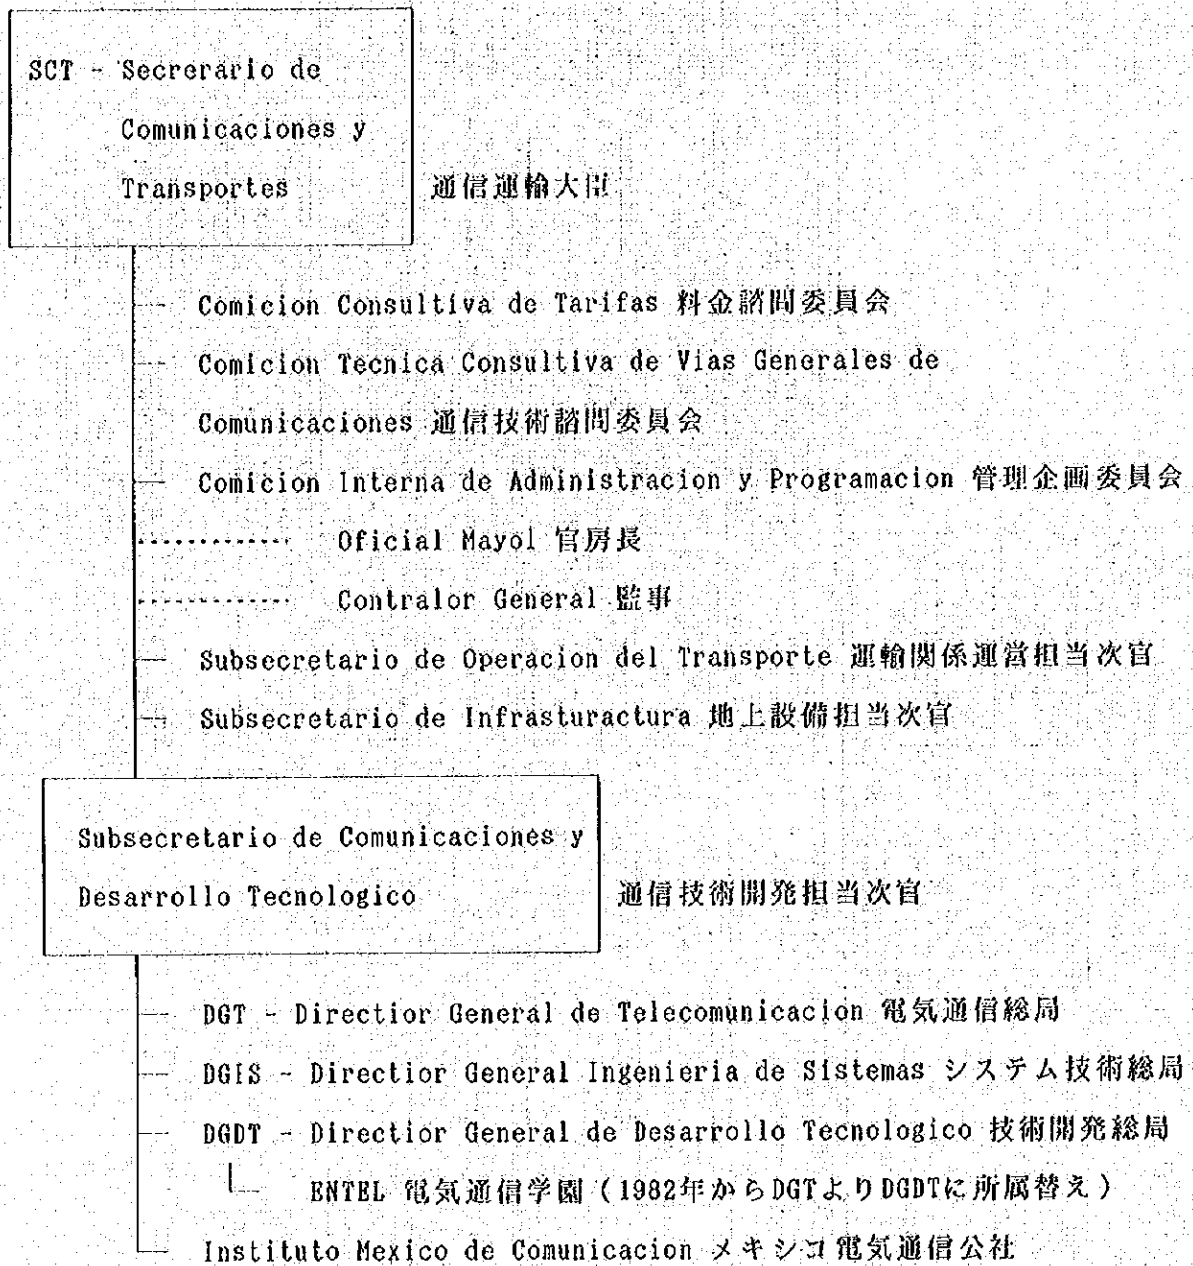 SCT - Secrerario de
Comunicaciones y
Transportes 通信運輸大臣
Comicion Consultiva de Tarifas 料金諮問委員会
Comicion Tecnica Consultiva de Vias Generales de
Comunicaciones 通信技術諮問委員会
Comicion Interna de Administracion y Programacion 管理企画委員会
Oficial Mayol 官房長
Contralor General 監事
Subsecretario de Operacion del Transporte 運輸関係運営担当次官
Subsecretario de Infrasturactura 地上設備担当次官
Subsecretario de Comunicaciones y
Desarrollo Tecnologico 通信技術開発担当次官
DGT - Directior General de Telecomunicacion 電気通信総局
DGIS - Directior General Ingenieria de Sistemas システム技術総局
DGDT - Directior General de Desarrollo Tecnologico 技術開発総局
ENTEL 電気通信学園(1982年からDGTよりDGDTに所属替え)
Instituto Mexico de Comunicacion メキシコ電気通信公社